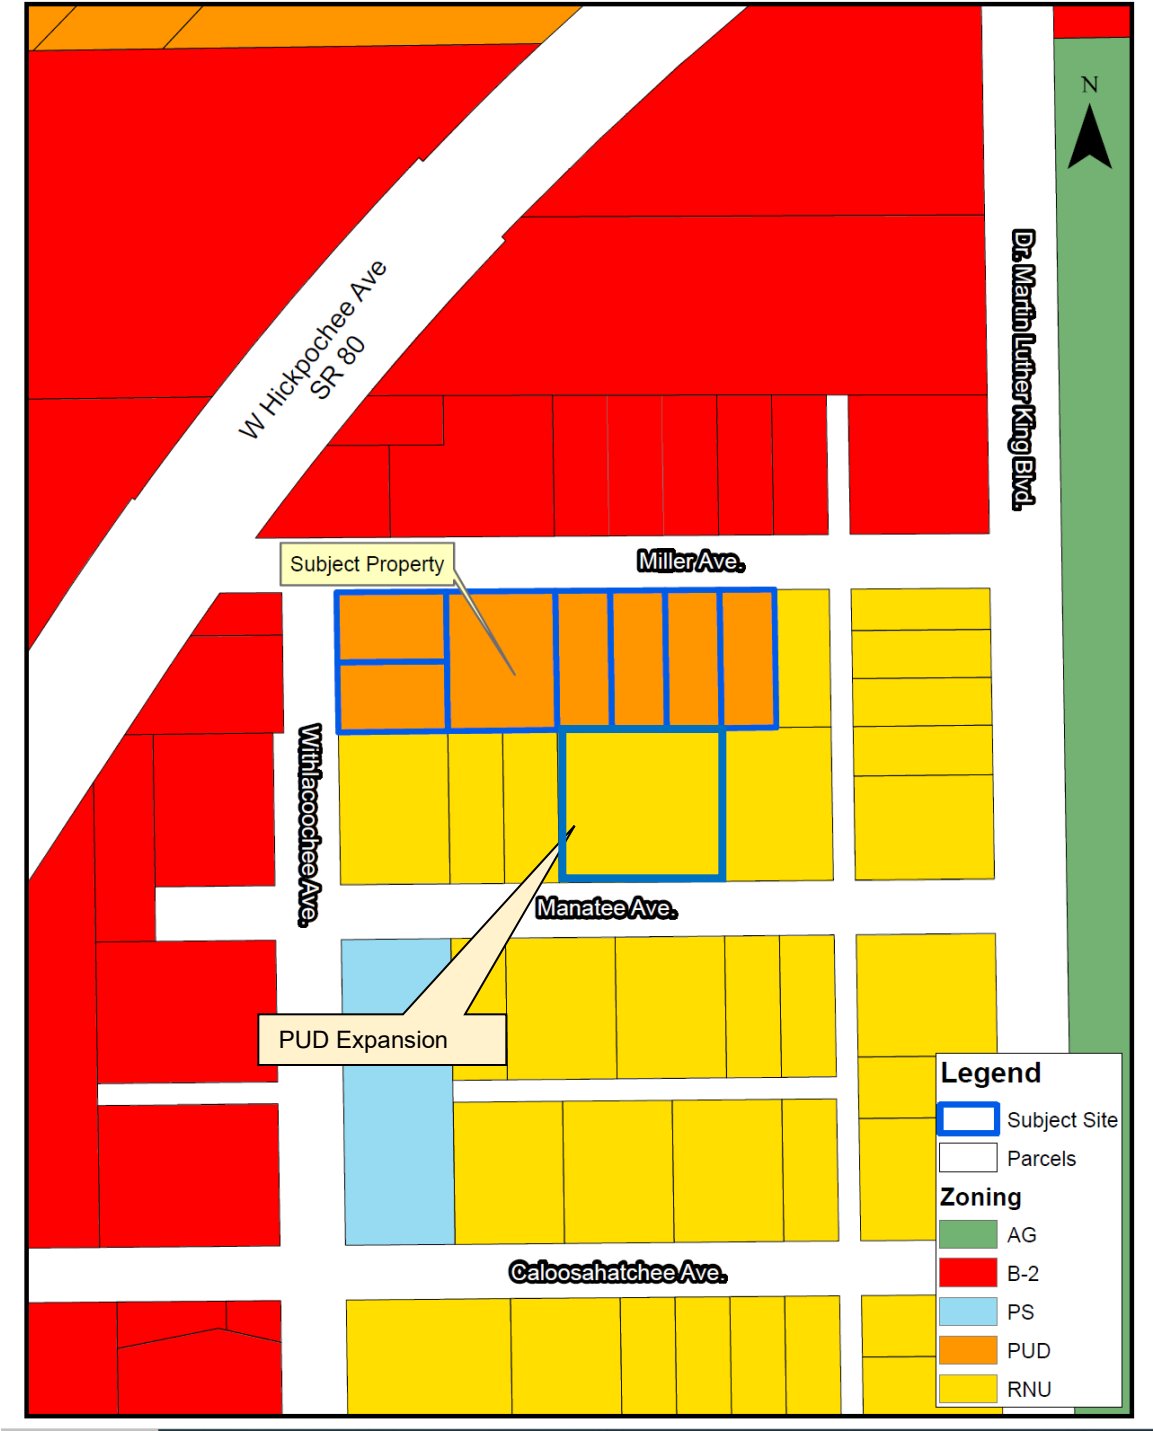 N
Dr. Martin Luther King Blvd.
W Hickpochee Ave
SR 80
Miller Ave.
Subject Property
Withlacoochee Ave.
Manatee Ave.
PUD Expansion
Caloosahatchee Ave.
Legend
Subject Site
Parcels
Zoning
AG
B-2
PS
PUD
RNU